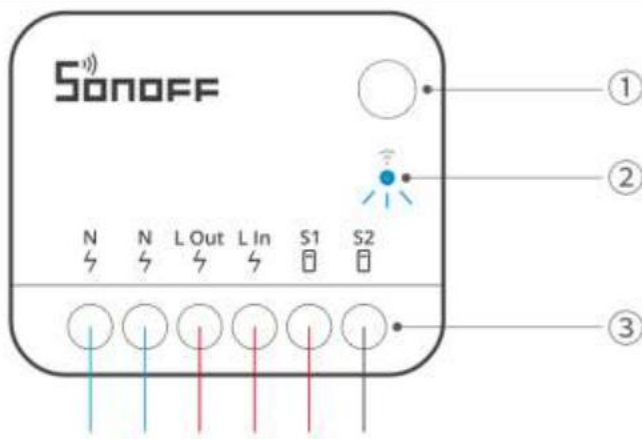 SONOFF
①
②
N N L Out L In S1 S2
③